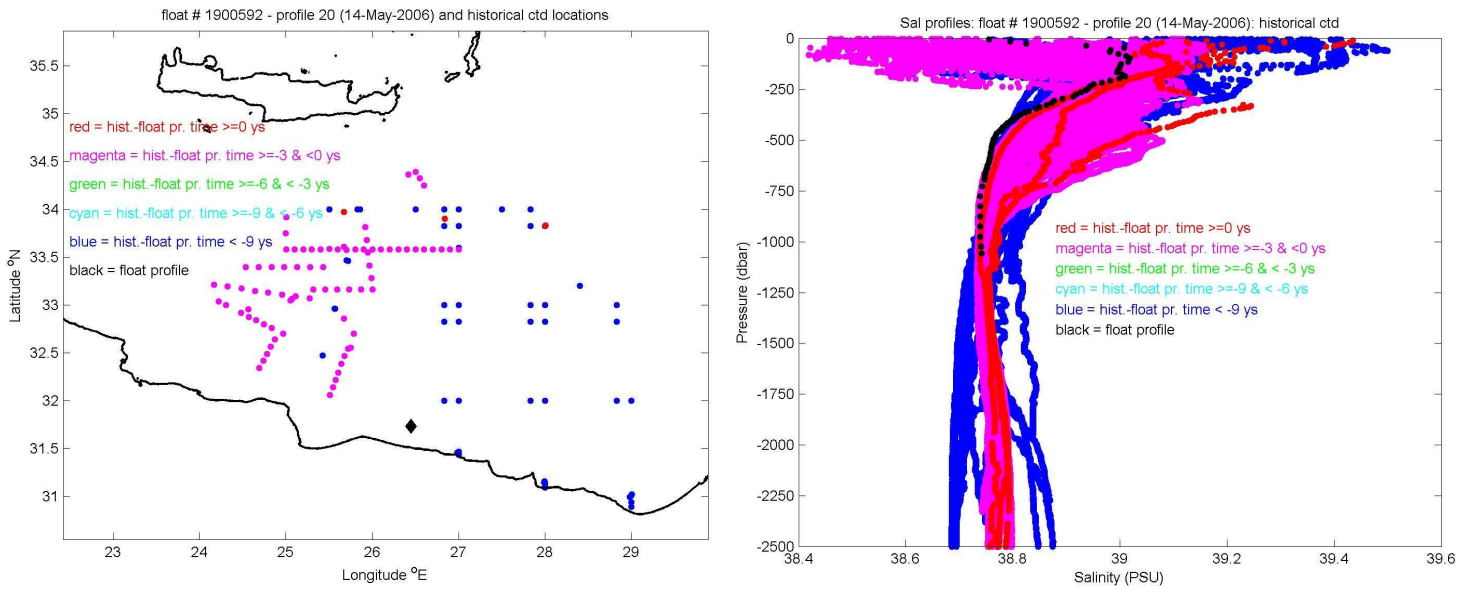 float # 1900592 - profile 20 (14-May-2006) and historical ctd locations
35.5
35
34.5
34
33.5
33
32.5
32
31.5
31
Latitude °N
red = hist.-float pr. time >=0 ys
magenta = hist.-float pr. time >=-3 & <0 ys
green = hist.-float pr. time >=-6 & < -3 ys
cyan = hist.-float pr. time >=-9 & < -6 ys
blue = hist.-float pr. time < -9 ys
black = float profile
23 24 25 26 27 28 29
Longitude °E
Sal profiles: float # 1900592 - profile 20 (14-May-2006): historical ctd
0
-250
-500
-750
-1000
-1250
-1500
-1750
-2000
-2250
-2500
Pressure (dbar)
red = hist.-float pr. time >=0 ys
magenta = hist.-float pr. time >=-3 & <0 ys
green = hist.-float pr. time >=-6 & < -3 ys
cyan = hist.-float pr. time >=-9 & < -6 ys
blue = hist.-float pr. time < -9 ys
black = float profile
38.4 38.6 38.8 39 39.2 39.4 39.6
Salinity (PSU)